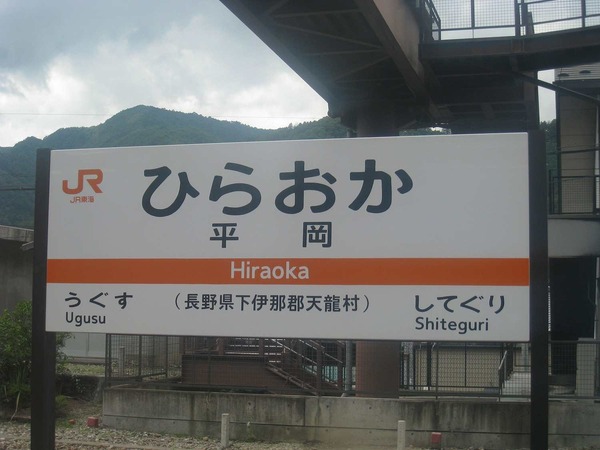 JR
JR東海
ひらおか
平岡
Hiraoka
うぐす (長野県下伊那郡天龍村) してぐり
Ugusu Shiteguri